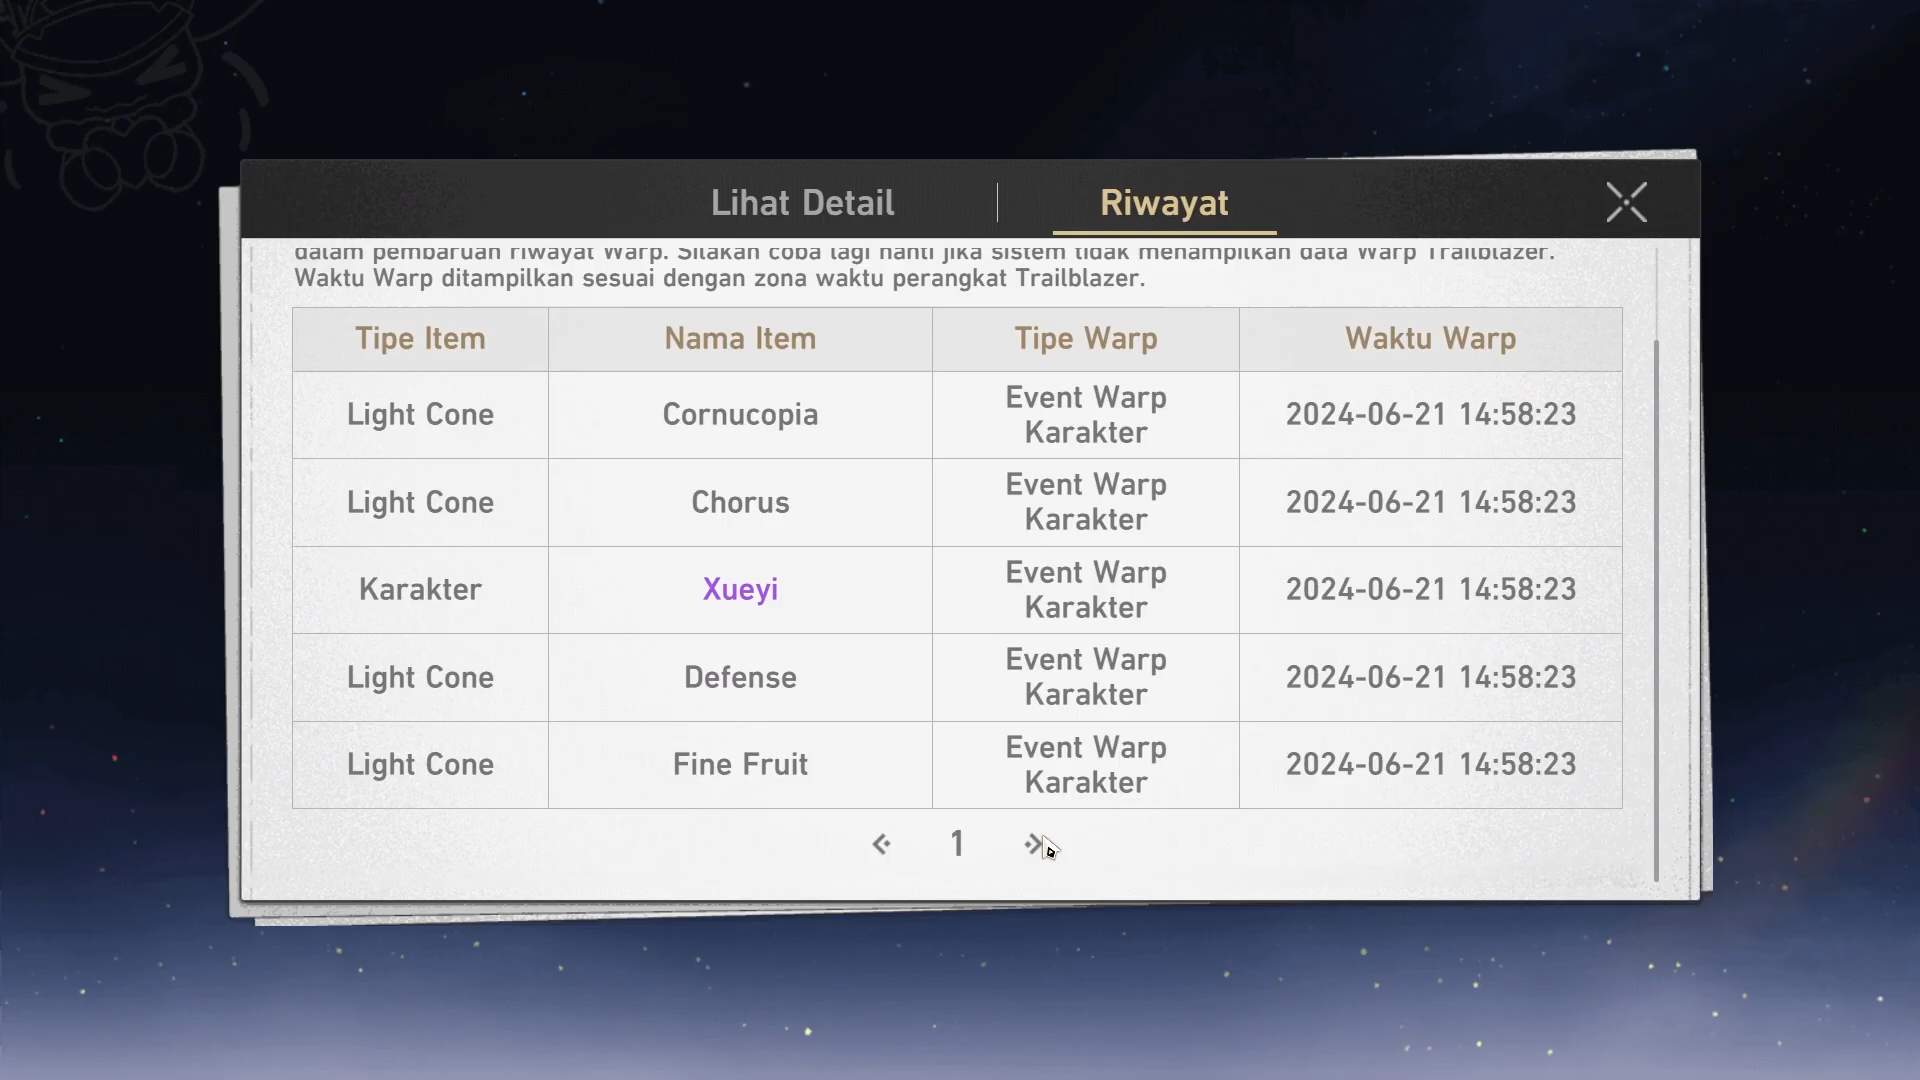 Lihat Detail
Riwayat
dalam pembaruan riwayat Warp. Silakan coba lagi nanti jika sistem tidak menampilkan data Warp Trailblazer.
Waktu Warp ditampilkan sesuai dengan zona waktu perangkat Trailblazer.
Tipe Item Nama Item Tipe Warp Waktu Warp
Light Cone Cornucopia Event Warp Karakter 2024-06-21 14:58:23
Light Cone Chorus Event Warp Karakter 2024-06-21 14:58:23
Karakter Xueyi Event Warp Karakter 2024-06-21 14:58:23
Light Cone Defense Event Warp Karakter 2024-06-21 14:58:23
Light Cone Fine Fruit Event Warp Karakter 2024-06-21 14:58:23
1